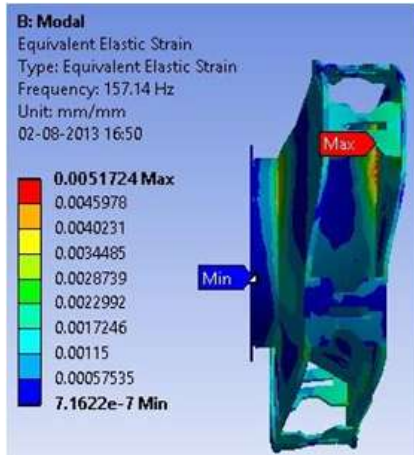 B: Modal
Equivalent Elastic Strain
Type: Equivalent Elastic Strain
Frequency: 157.14 Hz
Unit: mm/mm
02-08-2013 16:50
0.0051724 Max
0.0045978
0.0040231
0.0034485
0.0028739
0.0022992
0.0017246
0.00115
0.00057535
7.1622e-7 Min
Max
Min